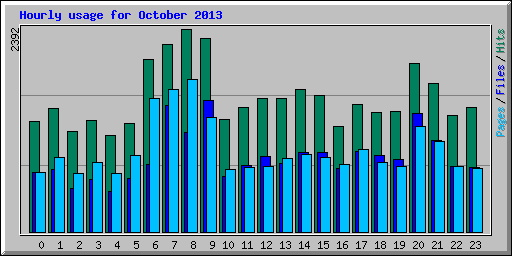 Hourly usage for October 2013
2392
Pages/Files/Hits
0 1 2 3 4 5 6 7 8 9 10 11 12 13 14 15 16 17 18 19 20 21 22 23